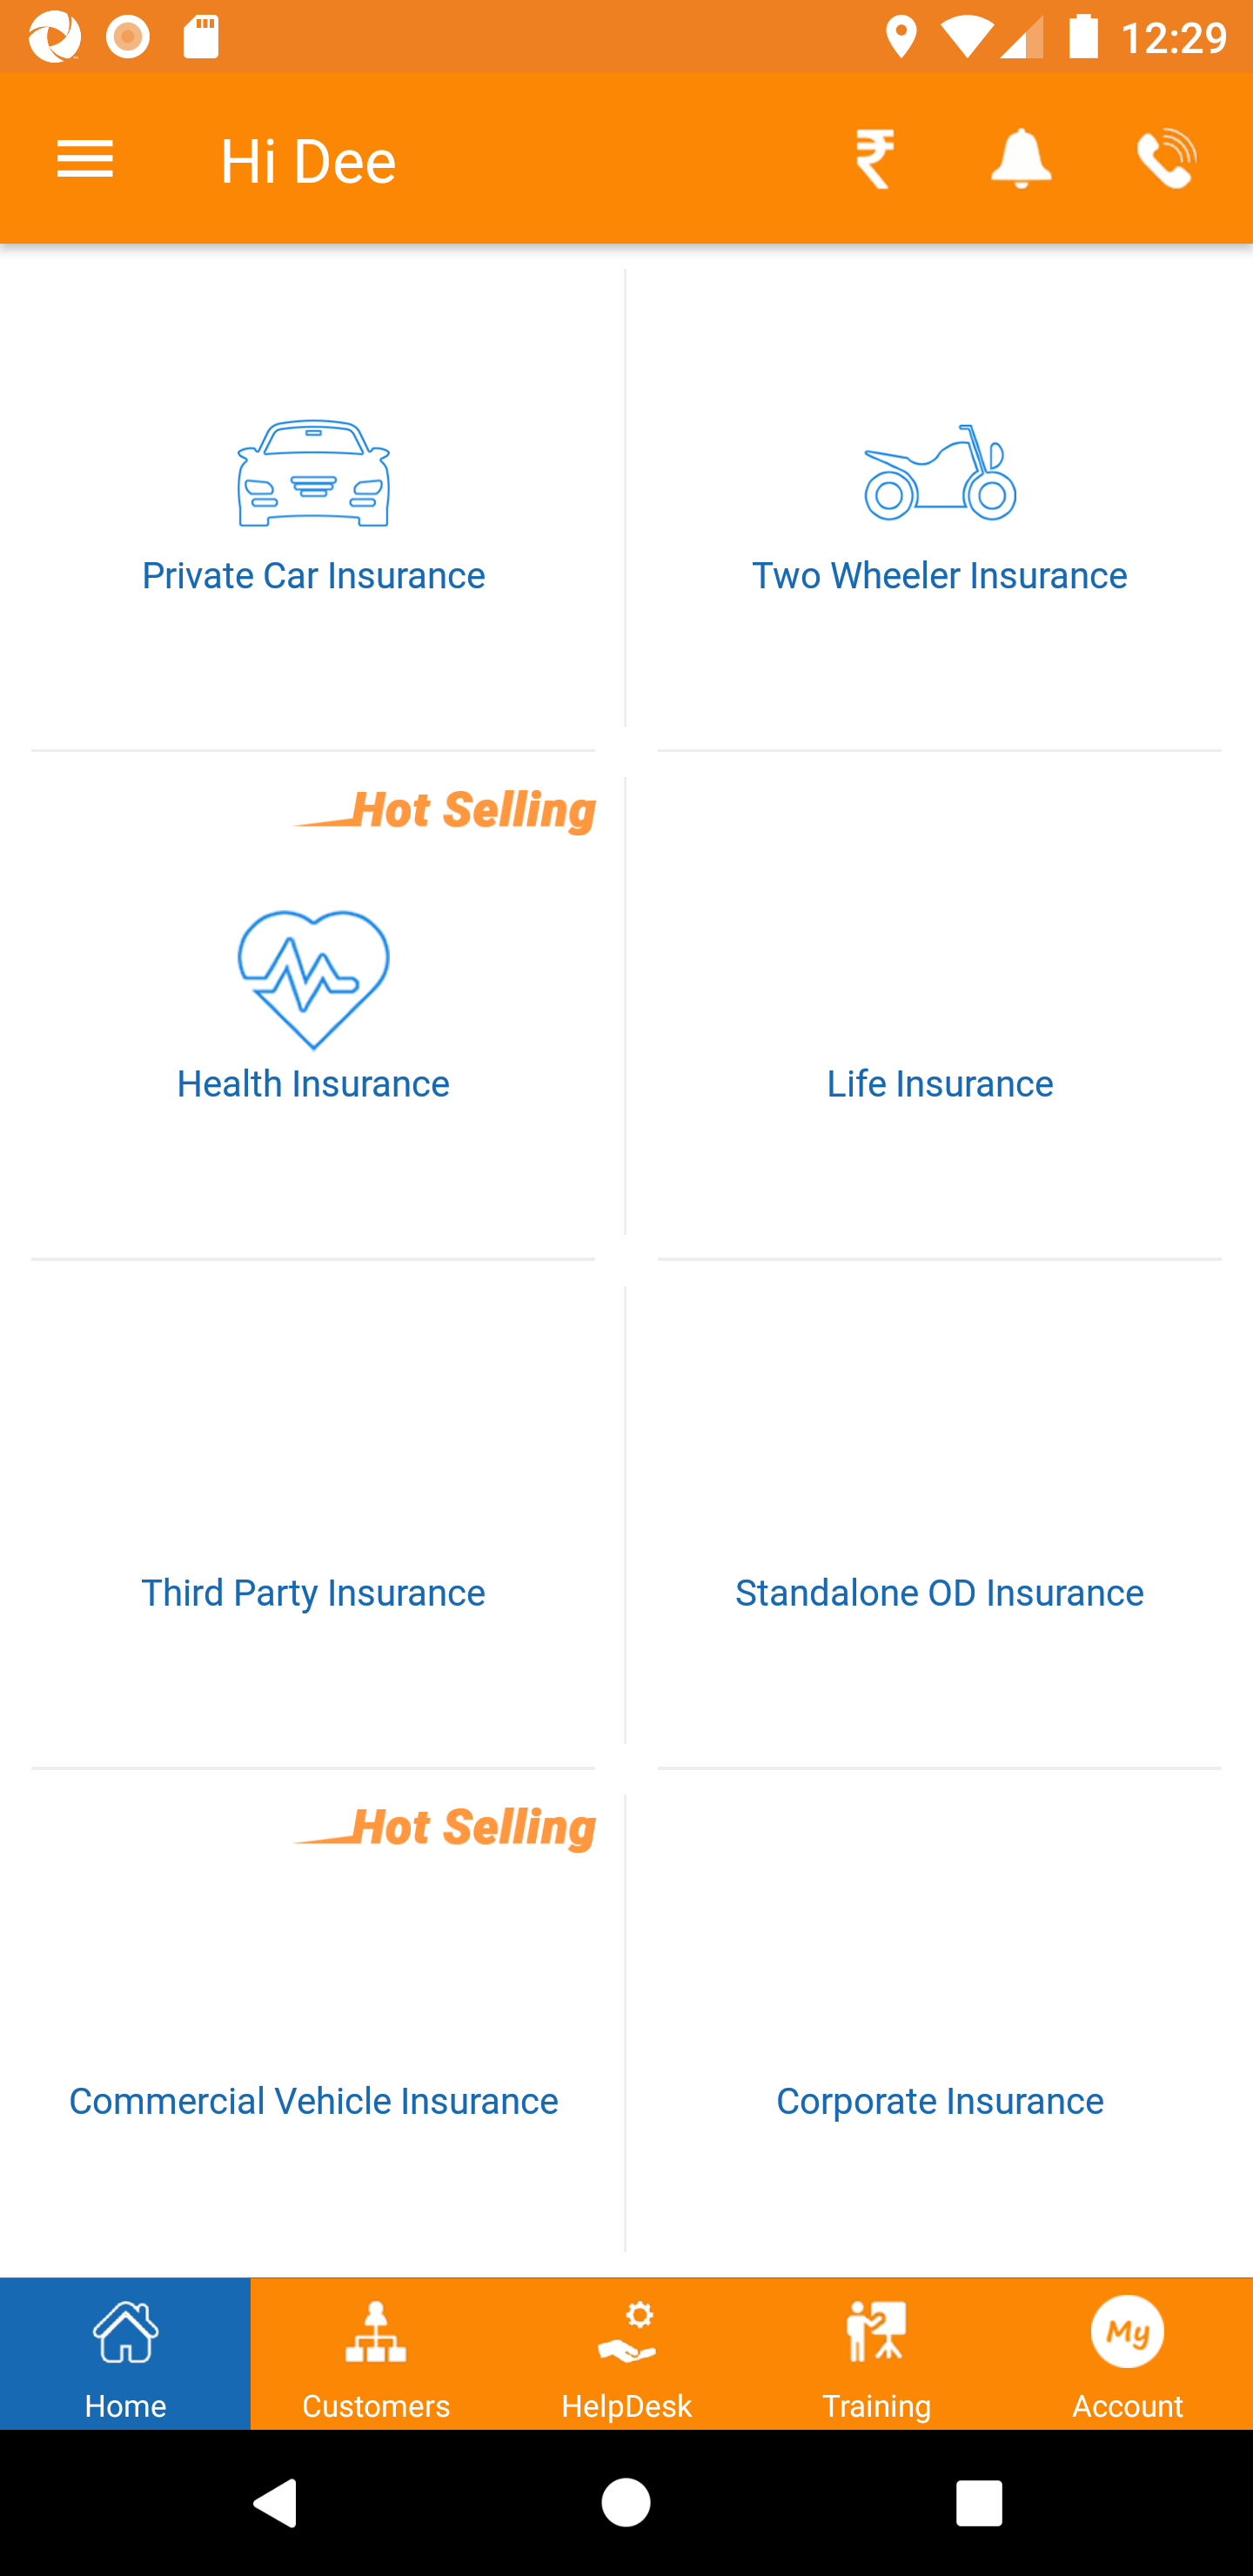 12:29
Hi Dee
Private Car Insurance
Two Wheeler Insurance
Hot Selling
Health Insurance
Life Insurance
Third Party Insurance
Standalone OD Insurance
Hot Selling
Commercial Vehicle Insurance
Corporate Insurance
My
Home
Customers
HelpDesk
Training
Account